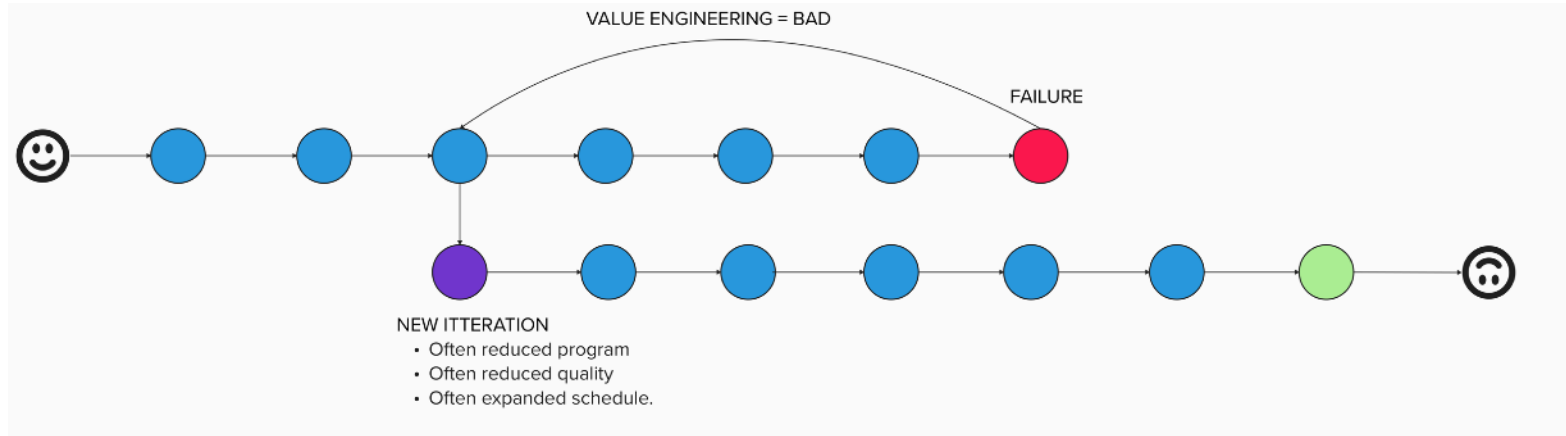 VALUE ENGINEERING = BAD
FAILURE
NEW ITTERATION
• Often reduced program
• Often reduced quality
• Often expanded schedule.